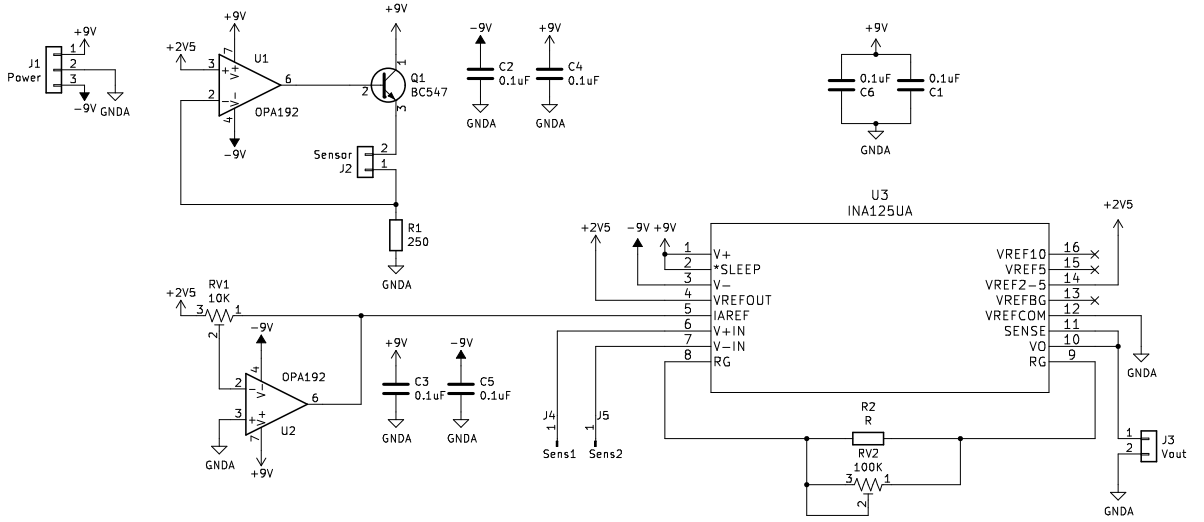 J1
Power
1
2
3
+9V
-9V
GNDA
+2V5
+9V
7
3
+
V+
U1
6
2
-
V-
4
OPA192
-9V
+9V
1
2
3
Q1
BC547
Sensor
J2
2
1
R1
250
GNDA
-9V
C2
0.1uF
GNDA
+9V
C4
0.1uF
GNDA
+9V
0.1uF
C6
0.1uF
C1
GNDA
U3
INA125UA
+2V5
-9V
+9V
+2V5
1
V+
2
*SLEEP
3
V-
4
VREFOUT
5
IAREF
6
V+IN
7
V-IN
8
RG
VREF10
16
VREF5
15
VREF2-5
14
VREFBG
13
VREFCOM
12
SENSE
11
VO
10
RG
9
GNDA
RV1
10K
+2V5
3
1
2
-9V
4
OPA192
2
-
V-
6
3
+
V+
7
U2
GNDA
+9V
+9V
C3
0.1uF
GNDA
-9V
C5
0.1uF
GNDA
J4
1
Sens1
J5
1
Sens2
R2
R
RV2
100K
3
1
2
1
2
J3
Vout
GNDA